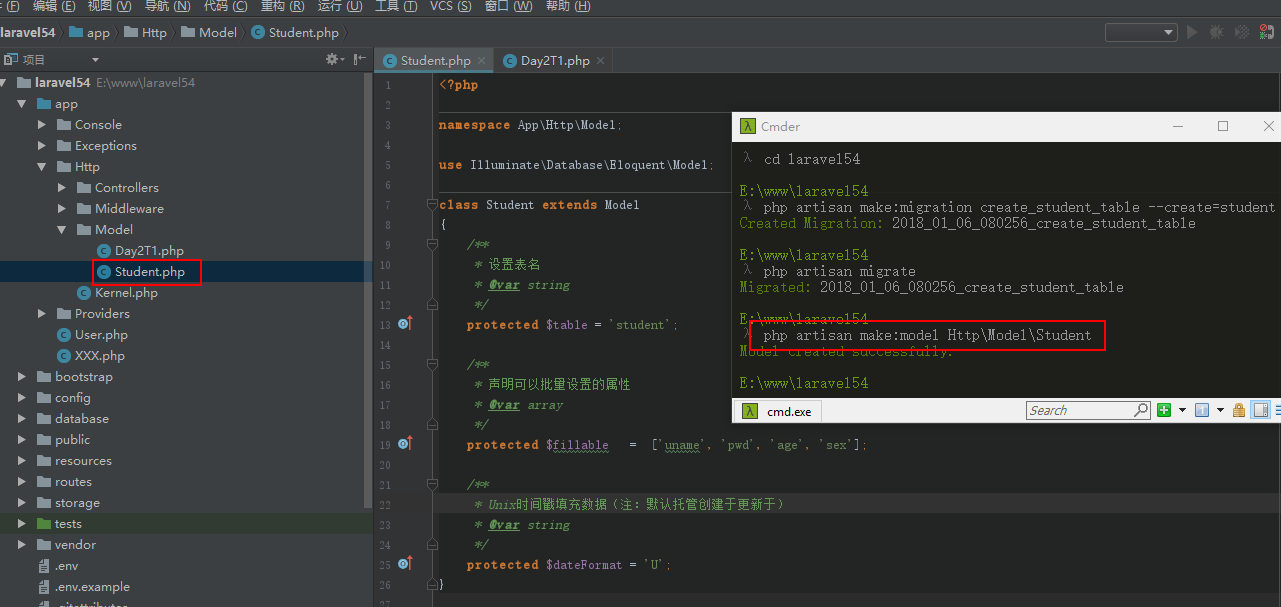 (F) 编辑 (E) 视图 (V) 导航 (N) 代码 (C) 重构 (R) 运行 (U) 工具 (T) VCS (S) 窗口 (W) 帮助 (H)
laravel54 app Http Model Student.php
项目
laravel54 E:\www\laravel54
app
Console
Exceptions
Http
Controllers
Middleware
Model
Day2T1.php
Student.php
Kernel.php
Providers
User.php
XXX.php
bootstrap
config
database
public
resources
routes
storage
tests
vendor
.env
.env.example
.gitattributes
Student.php Day2T1.php
1 <?php
2
3 namespace App\Http\Model;
4
5 use Illuminate\Database\Eloquent\Model;
6
7 class Student extends Model
8 {
9 /**
10 * 设置表名
11 * @var string
12 */
13 protected $table = 'student';
14
15 /**
16 * 声明可以批量设置的属性
17 * @var array
18 */
19 protected $fillable = ['uname', 'pwd', 'age', 'sex'];
20
21 /**
22 * Unix时间戳填充数据（注：默认托管创建于更新于）
23 * @var string
24 */
25 protected $dateFormat = 'U';
26 }
27
Cmder
λ cd laravel54
E:\www\laravel54
λ php artisan make:migration create_student_table --create=student
Created Migration: 2018_01_06_080256_create_student_table
E:\www\laravel54
λ php artisan migrate
Migrated: 2018_01_06_080256_create_student_table
E:\www\laravel54
λ php artisan make:model Http\Model\Student
Model created successfully.
E:\www\laravel54
λ cmd.exe Search